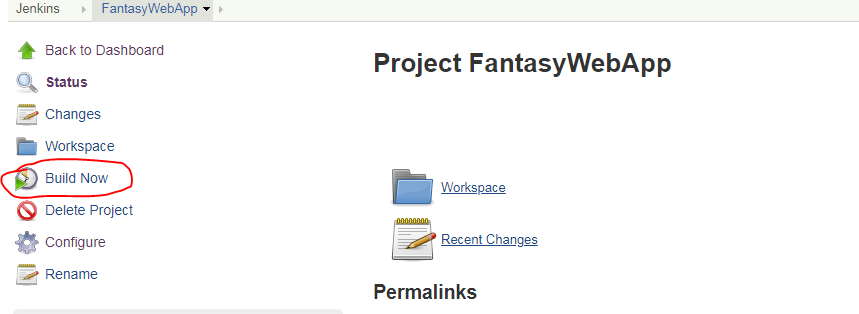 Jenkins FantasyWebApp
Back to Dashboard
Status
Changes
Workspace
Build Now
Delete Project
Configure
Rename
Project FantasyWebApp
Workspace
Recent Changes
Permalinks